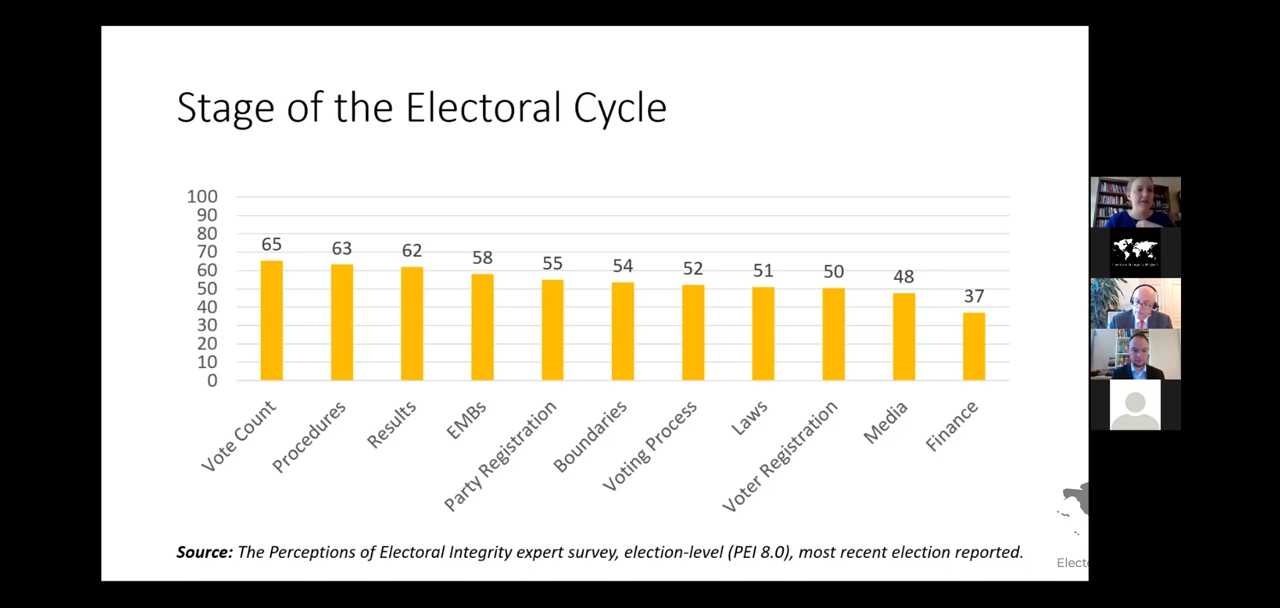 Stage of the Electoral Cycle
100
90
80
70
60
50
40
30
20
10
0
65
63
62
58
55
54
52
51
50
48
37
Vote Count
Procedures
Results
EMBs
Party Registration
Boundaries
Voting Process
Laws
Voter Registration
Media
Finance
Source: The Perceptions of Electoral Integrity expert survey, election-level (PEI 8.0), most recent election reported.
Elect